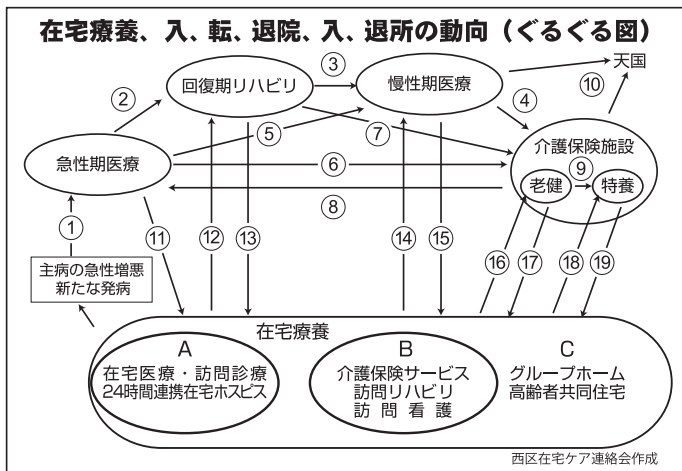 在宅療養、入、転、退院、入、退所の動向（ぐるぐる図）
③
天国
回復期リハビリ
慢性期医療
⑩
②
④
⑤
⑦
介護保険施設
急性期医療
⑥
⑨
老健
特養
⑧
①
⑪
⑫
⑬
⑭
⑮
⑯
⑰
⑱
⑲
主病の急性増悪
新たな発病
在宅療養
A
在宅医療・訪問診療
24時間連携在宅ホスピス
B
介護保険サービス
訪問リハビリ
訪問看護
C
グループホーム
高齢者共同住宅
西区在宅ケア連絡会作成